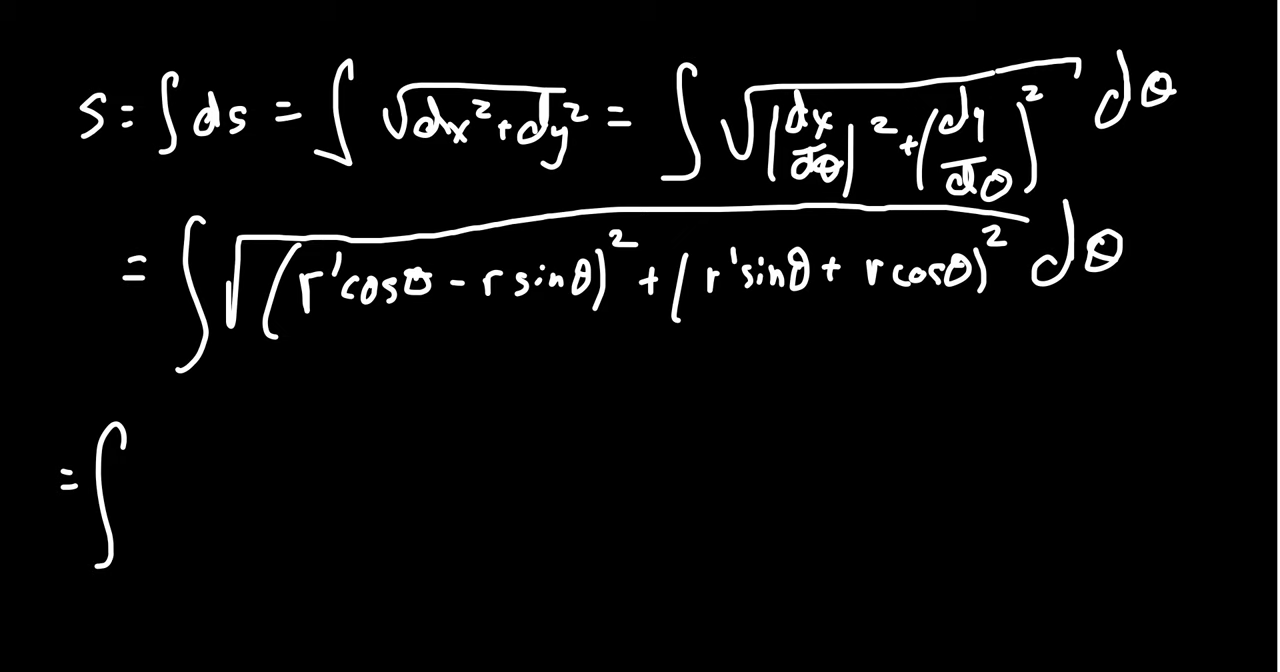 s = ∫ ds = ∫ √(dx² + dy²) = ∫ √((dx/dθ)² + (dy/dθ)²) dθ
= ∫ √((r'cosθ - r sinθ)² + (r'sinθ + r cosθ)²) dθ
= ∫